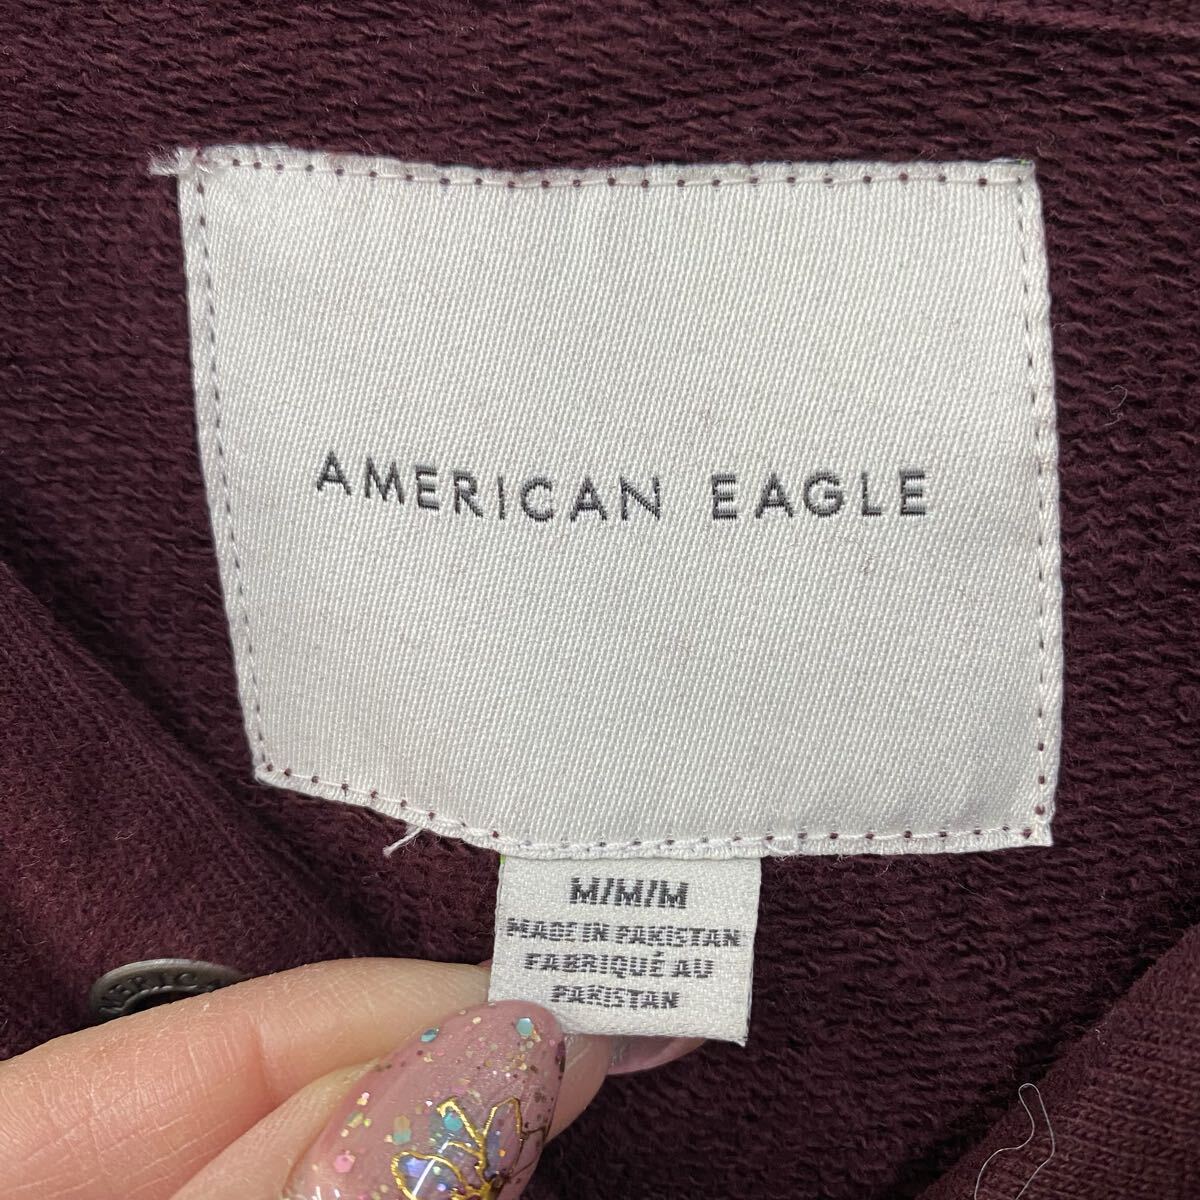 AMERICAN EAGLE
M/M/M
MADE IN PAKISTAN
FABRIQUÉ AU
PAKISTAN